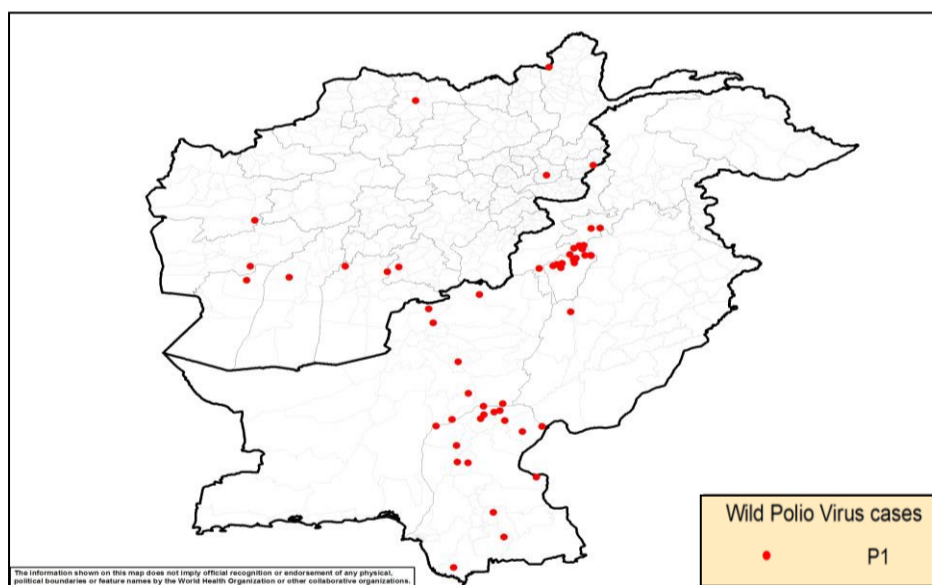 Wild Polio Virus cases
P1
The information shown on this map does not imply official recognition or endorsement of any physical,
political boundaries or feature names by the World Health Organization or other collaborative organizations.